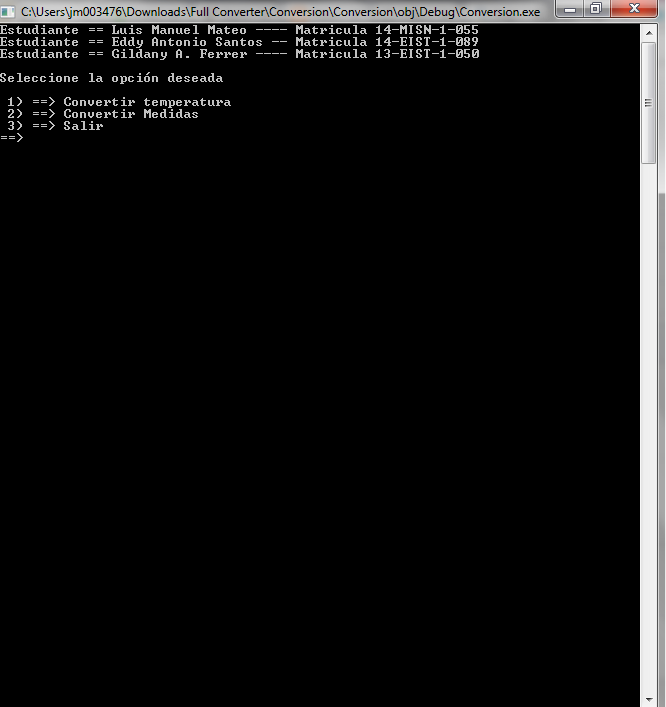 C:\Users\jm003476\Downloads\Full Converter\Conversion\Conversion\obj\Debug\Conversion.exe
Estudiante == Luis Manuel Mateo ---- Matricula 14-MISN-1-055
Estudiante == Eddy Antonio Santos -- Matricula 14-EIST-1-089
Estudiante == Gildany A. Ferrer ---- Matricula 13-EIST-1-050
Seleccione la opción deseada
1) ==> Convertir temperatura
2) ==> Convertir Medidas
3) ==> Salir
==>